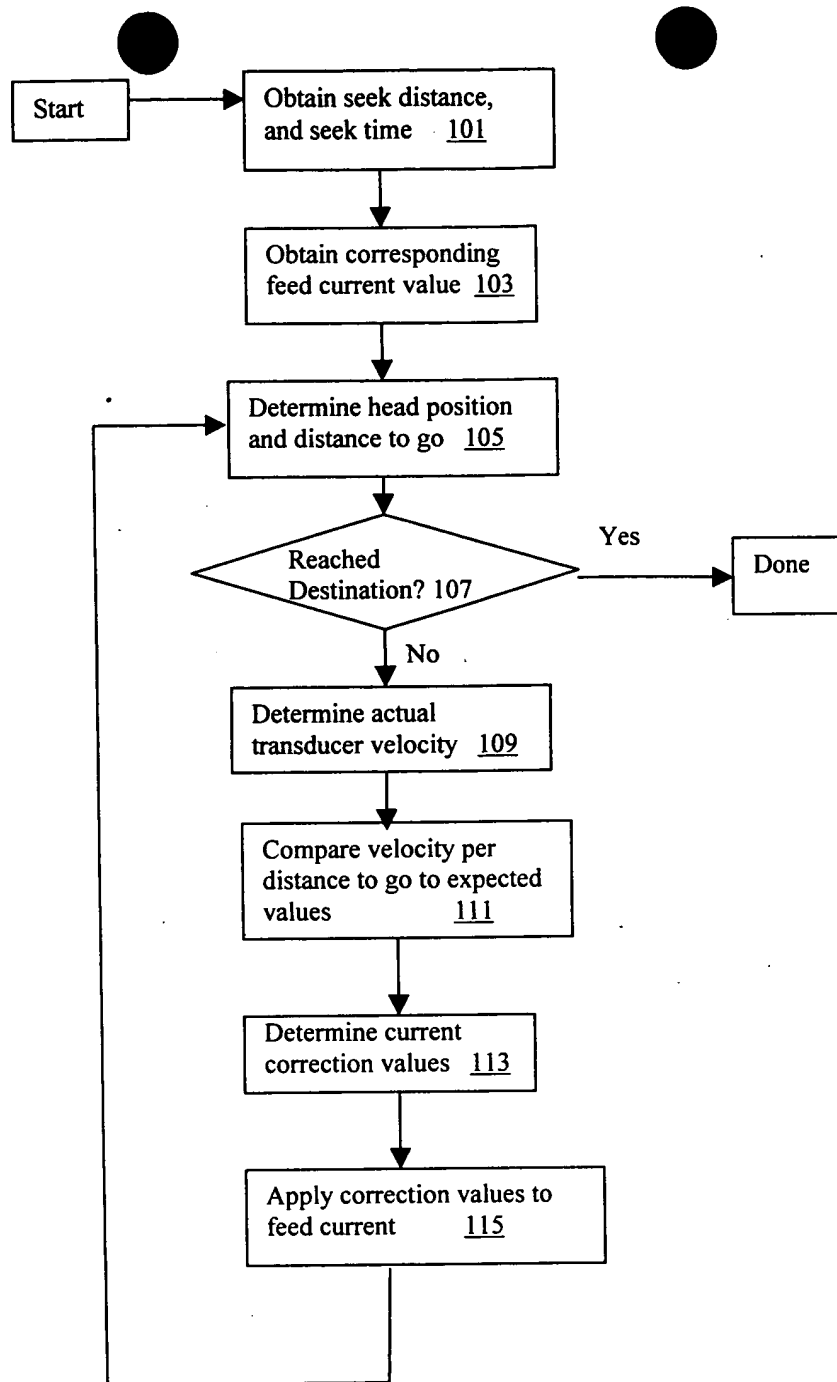 Start
Obtain seek distance,
and seek time 101
Obtain corresponding
feed current value 103
Determine head position
and distance to go 105
Reached
Destination? 107
Yes
Done
No
Determine actual
transducer velocity 109
Compare velocity per
distance to go to expected
values 111
Determine current
correction values 113
Apply correction values to
feed current 115